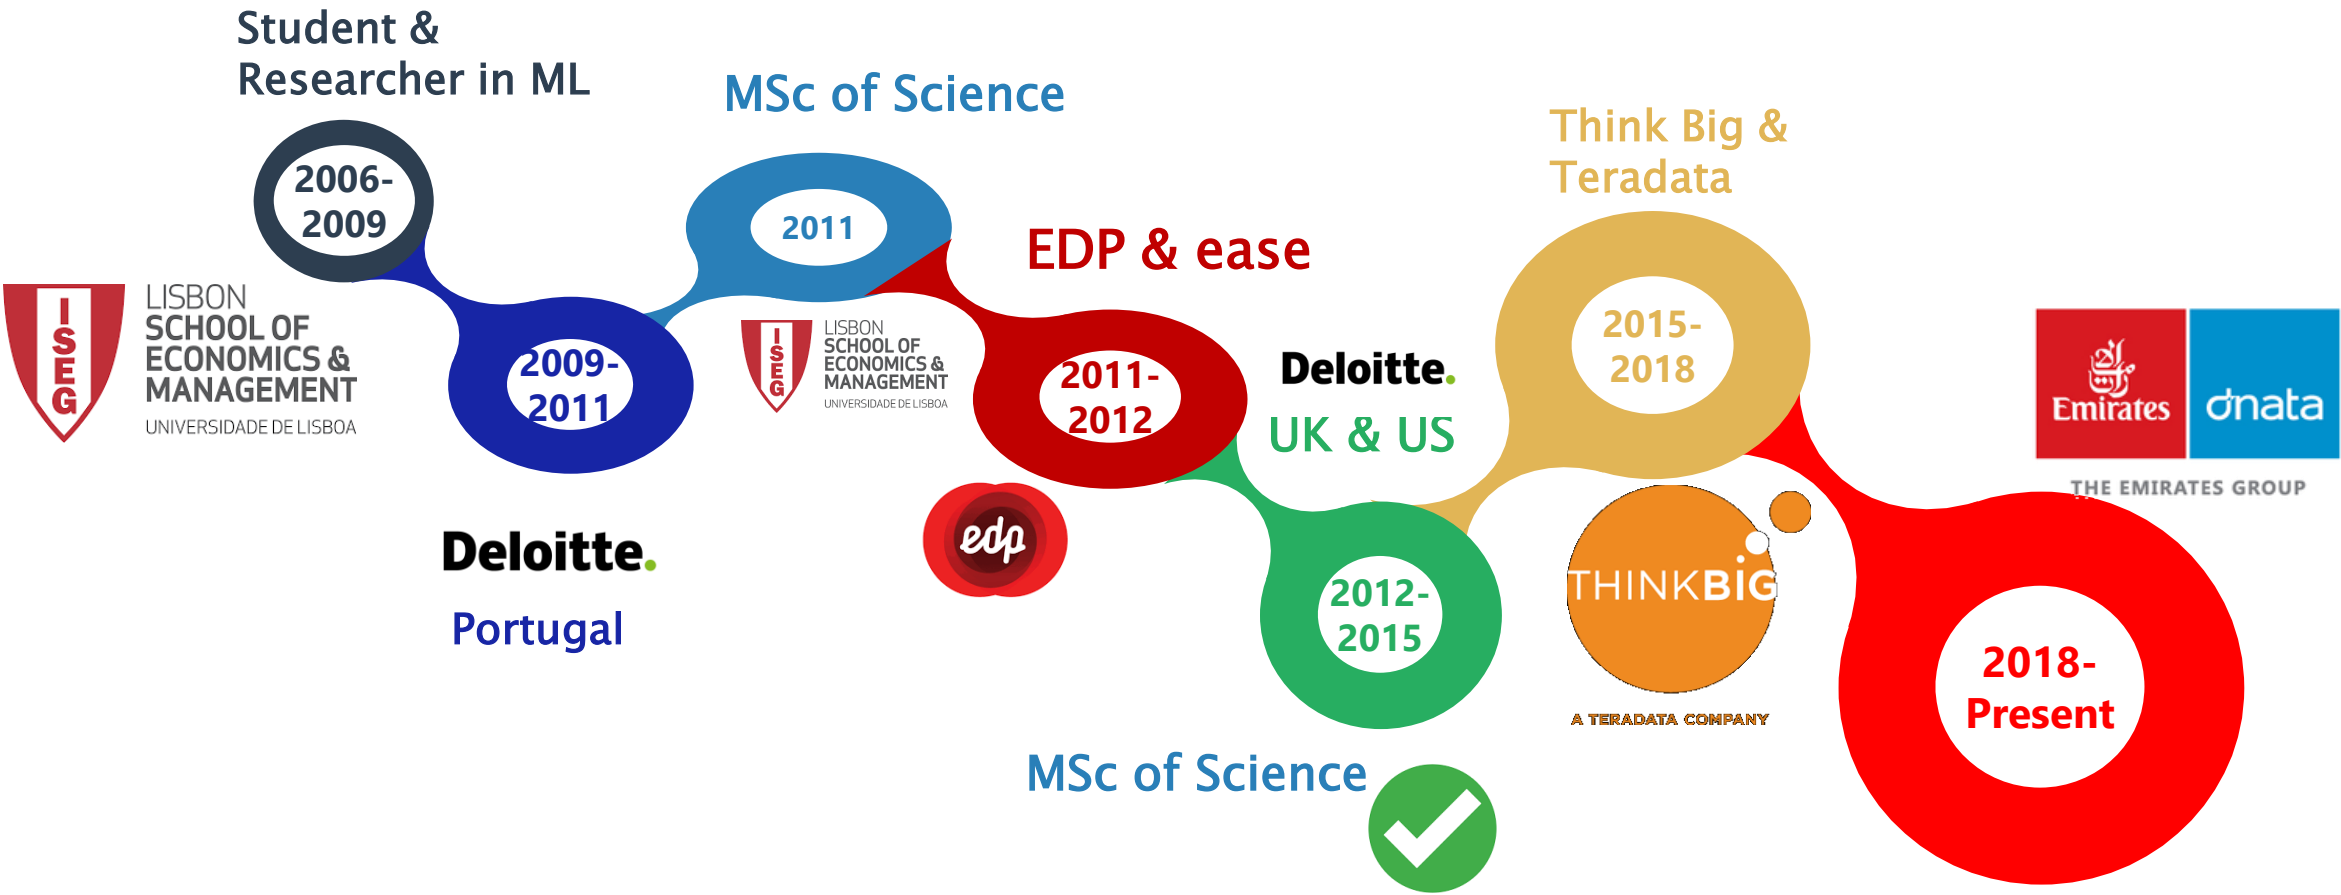 Student &
Researcher in ML
2006-
2009
ISEG
LISBON
SCHOOL OF
ECONOMICS &
MANAGEMENT
UNIVERSIDADE DE LISBOA
2009-
2011
Deloitte.
Portugal
MSc of Science
2011
ISEG
LISBON
SCHOOL OF
ECONOMICS &
MANAGEMENT
UNIVERSIDADE DE LISBOA
EDP & ease
2011-
2012
edp
Deloitte.
UK & US
2012-
2015
MSc of Science
Think Big &
Teradata
2015-
2018
THINKBIG
A TERADATA COMPANY
Emirates
dnata
THE EMIRATES GROUP
2018-
Present